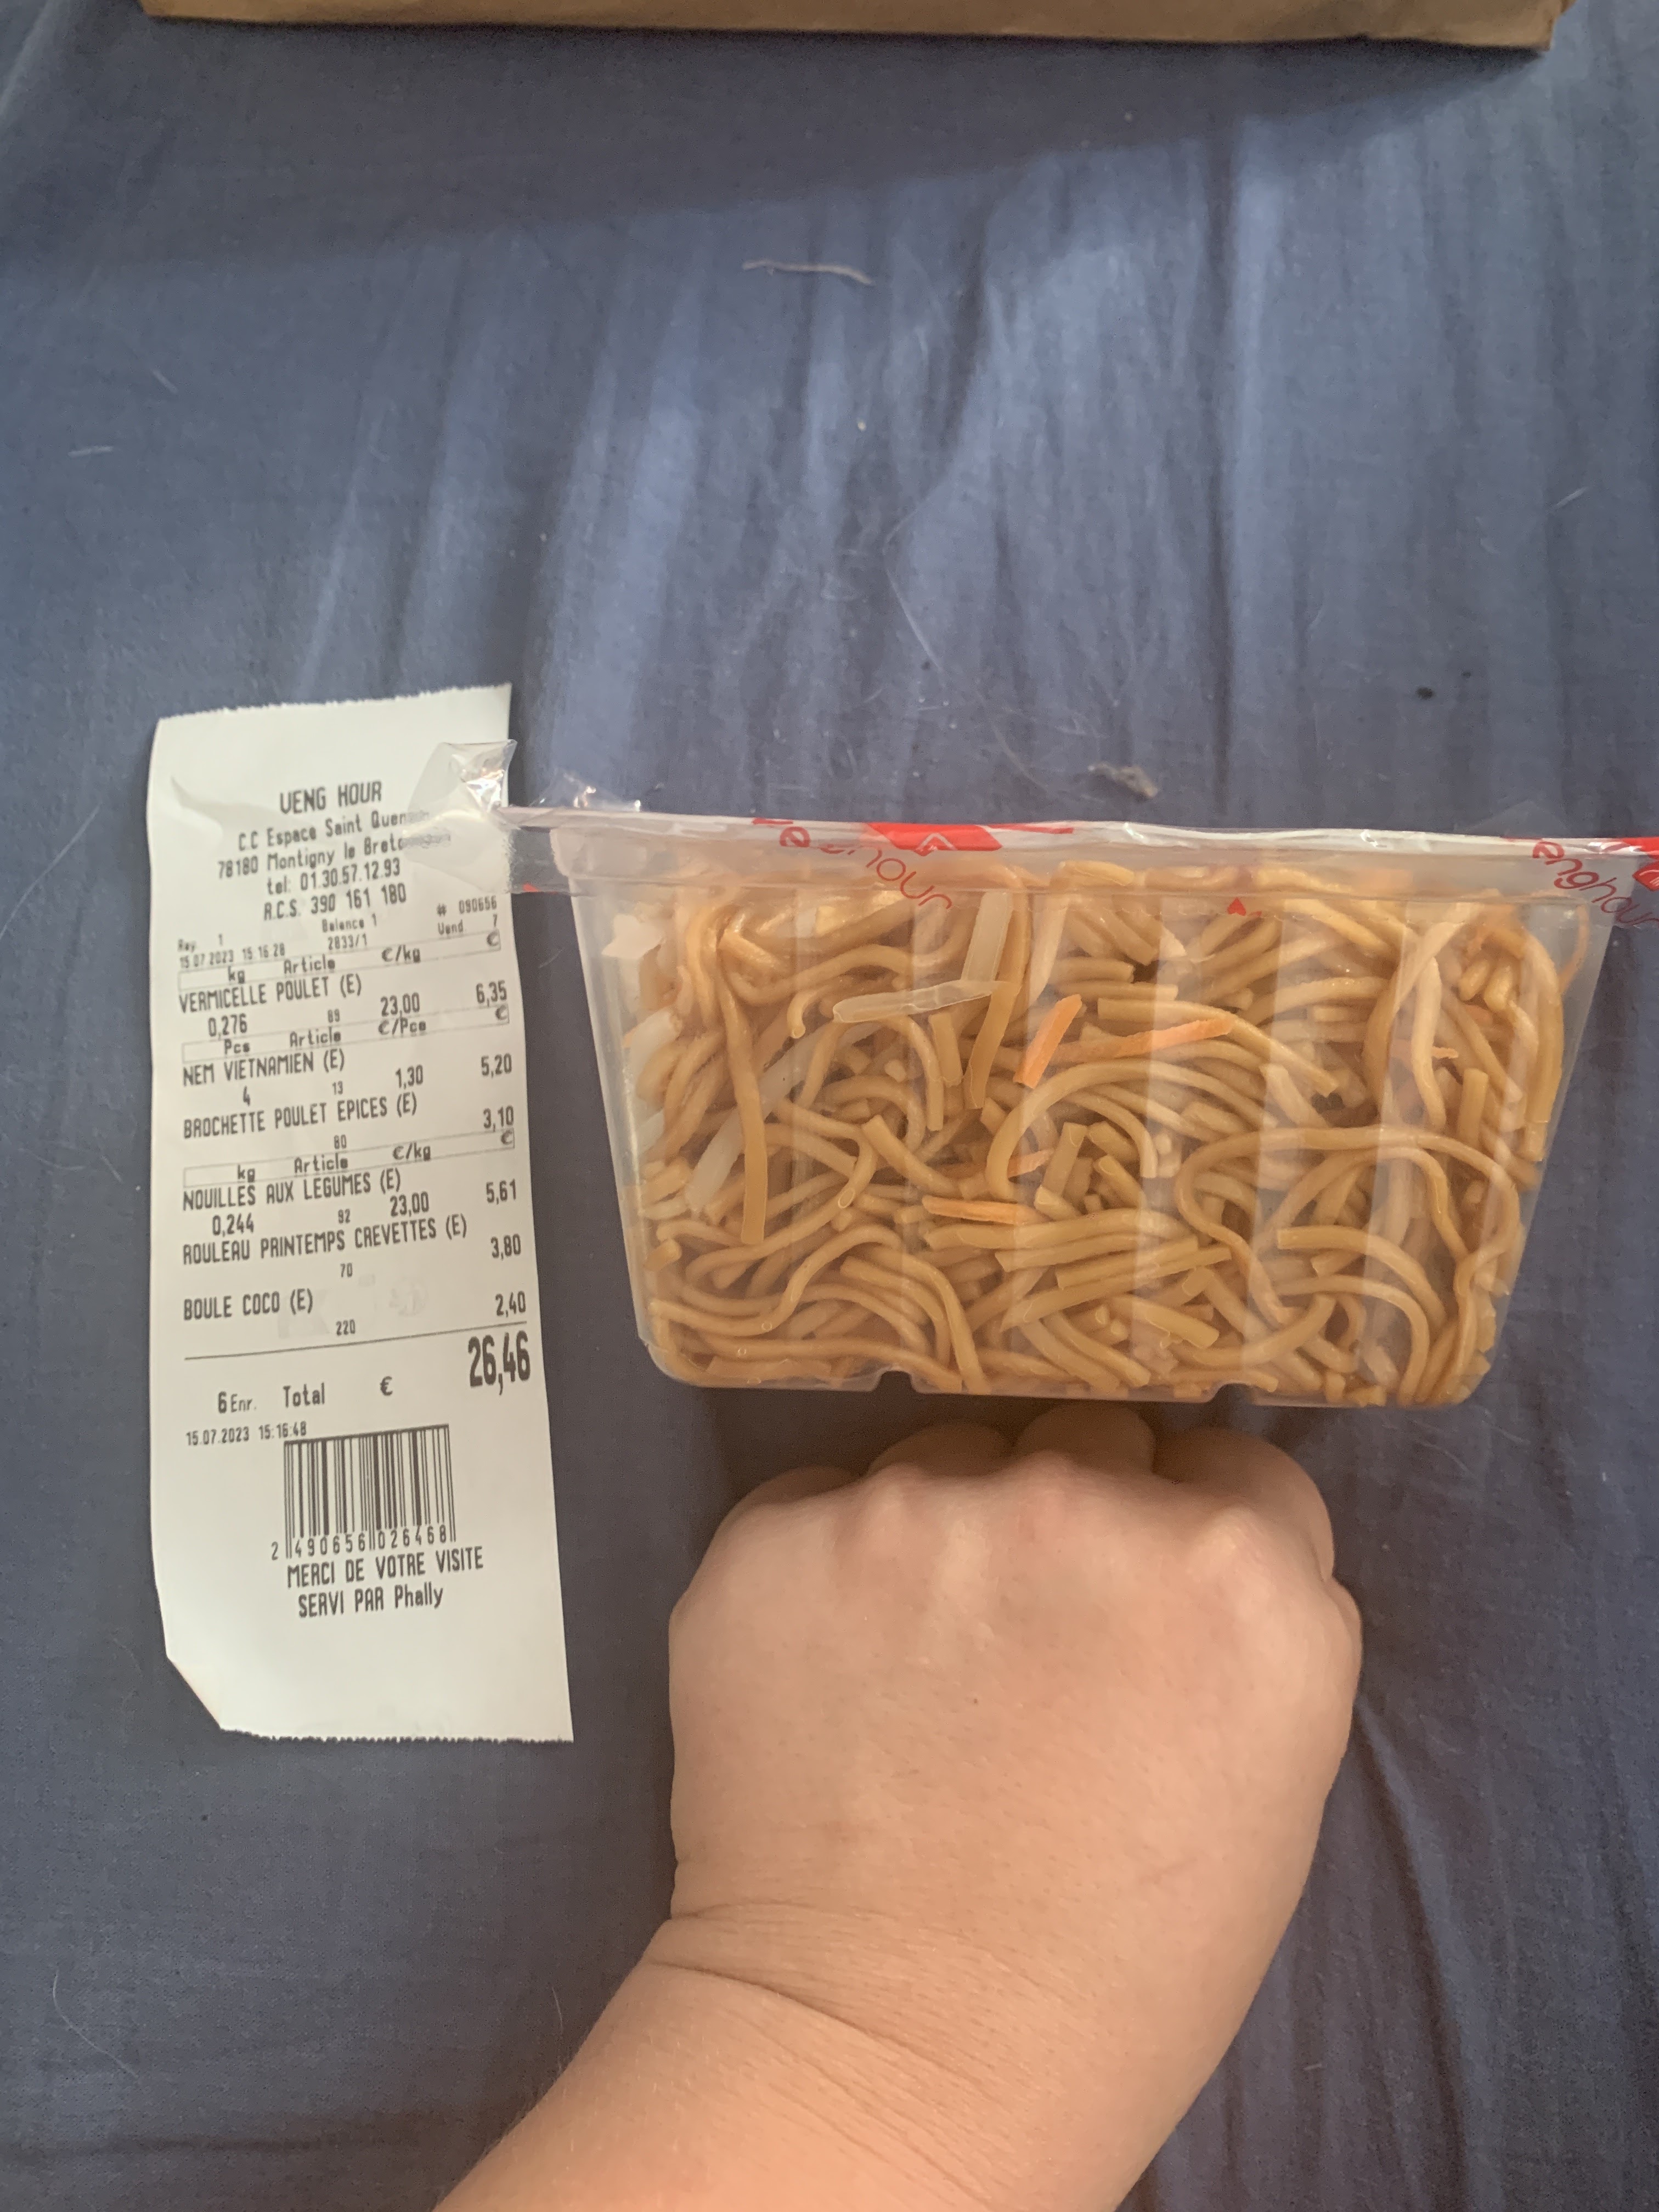 VENG HOUR
C.C Espace Saint
78180 Montigny le
tel: 01.30.57.12.93
R.C.S. 390 161 180
Balance 1 # 090656
Ray 1 2833/1 Vend 7
15 07 2023 15:16:28
kg Article €/kg €
VERMICELLE POULET (E)
0,276 89 23,00 6,35
Pcs Article €/Pce €
NEM VIETNAMIEN (E)
4 13 1,30 5,20
BROCHETTE POULET EPICES (E)
80 3,10
kg Article €/kg €
NOUILLES AUX LEGUMES (E)
0,244 92 23,00 5,61
ROULEAU PRINTEMPS CREVETTES (E)
70 3,80
BOULE COCO (E)
220 2,40
6 Enr. Total € 26,46
15.07.2023 15:16:48
2 490656 026468
MERCI DE VOTRE VISITE
SERVI PAR Phally
enghour